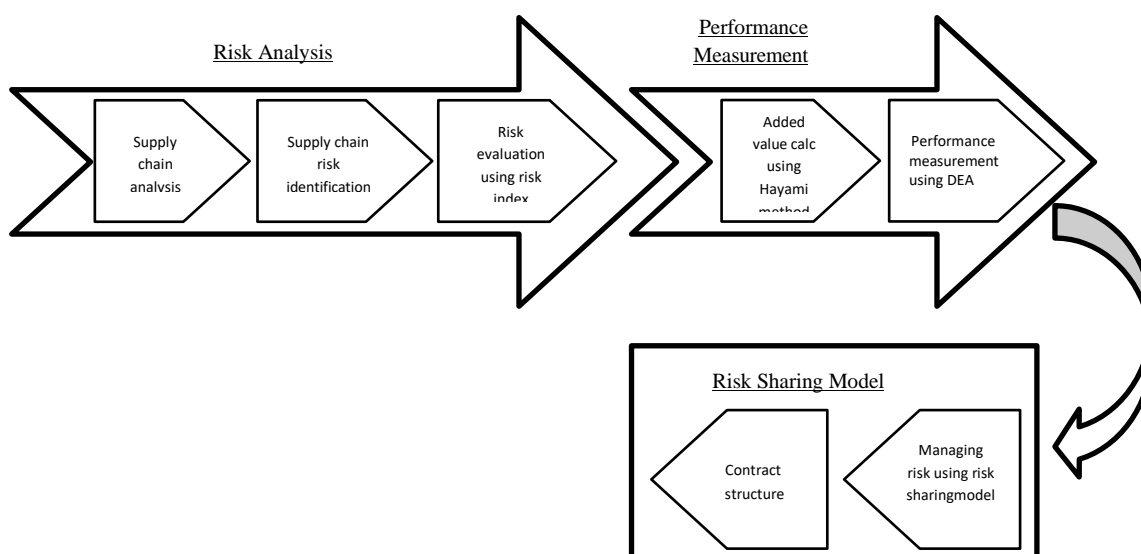 Risk Analysis
Performance
Measurement
Supply
chain
analysis
Supply chain
risk
identification
Risk
evaluation
using risk
index
Added
value calc
using
Hayami
method
Performance
measurement
using DEA
Risk Sharing Model
Contract
structure
Managing
risk using risk
sharingmodel